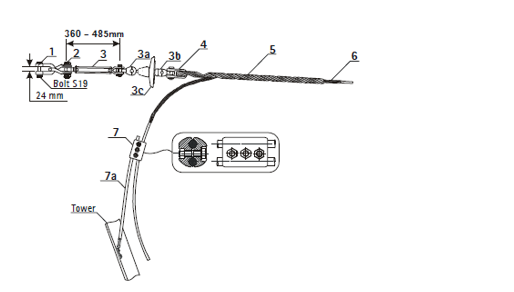 360 – 485mm
1
2
3
3a
3b
4
5
6
Bolt S19
24 mm
3c
7
7a
Tower